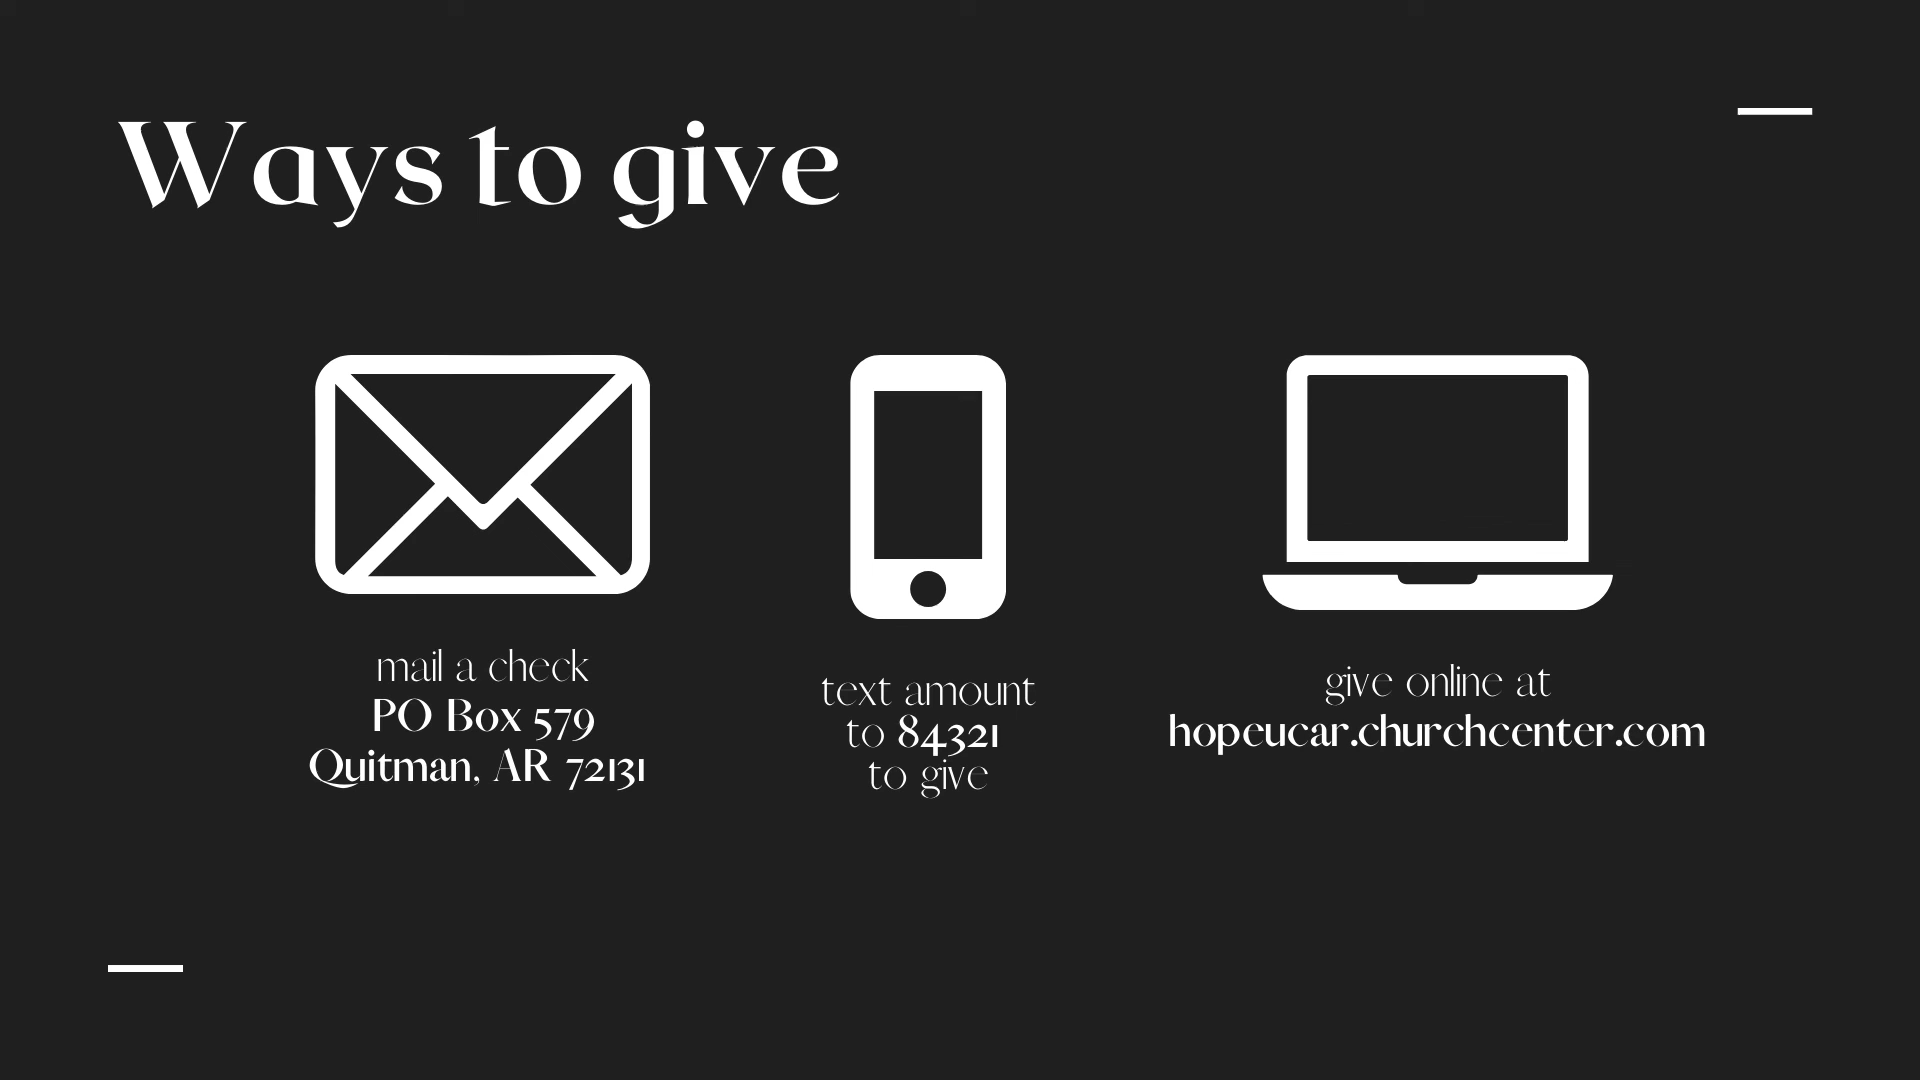 Ways to give
mail a check
PO Box 579
Quitman, AR 72131
text amount
to 84321
to give
give online at
hopeucar.churchcenter.com